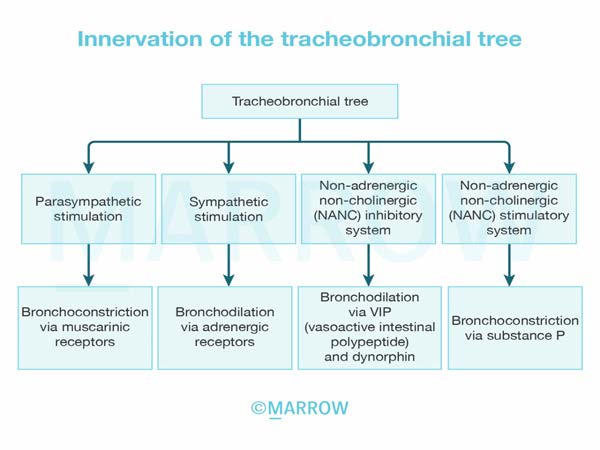 Innervation of the tracheobronchial tree
Tracheobronchial tree
Parasympathetic
stimulation
Sympathetic
stimulation
Non-adrenergic
non-cholinergic
(NANC) inhibitory
system
Non-adrenergic
non-cholinergic
(NANC) stimulatory
system
MARROW
Bronchoconstriction
via muscarinic
receptors
Bronchodilation
via adrenergic
receptors
Bronchodilation
via VIP
(vasoactive intestinal
polypeptide)
and dynorphin
Bronchoconstriction
via substance P
©MARROW